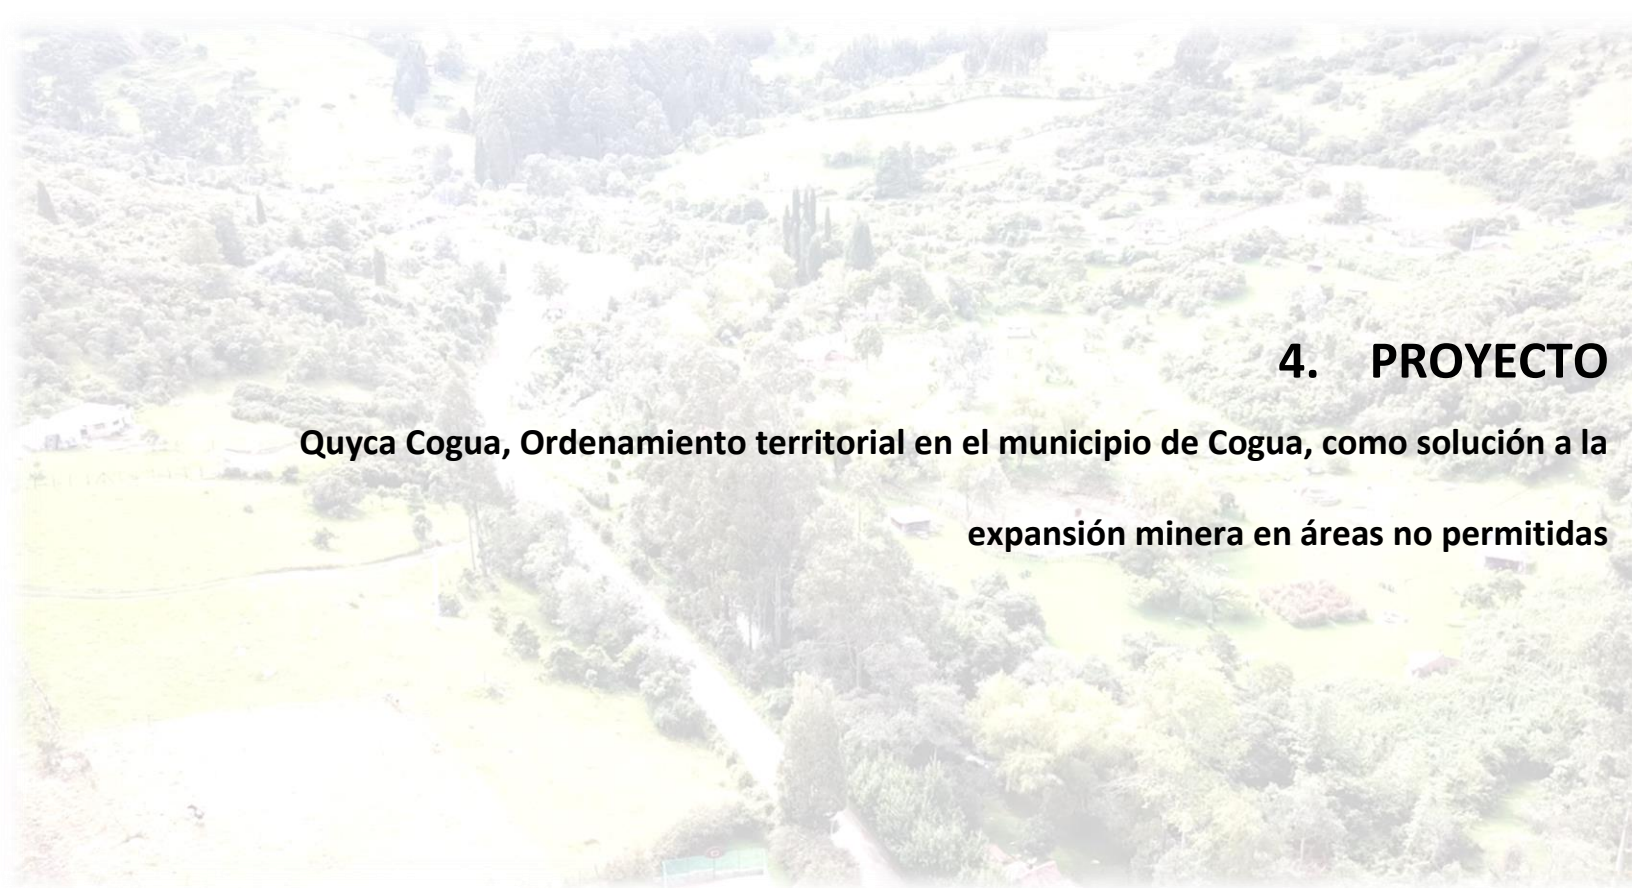 4. PROYECTO
Quyca Cogua, Ordenamiento territorial en el municipio de Cogua, como solución a la
expansión minera en áreas no permitidas